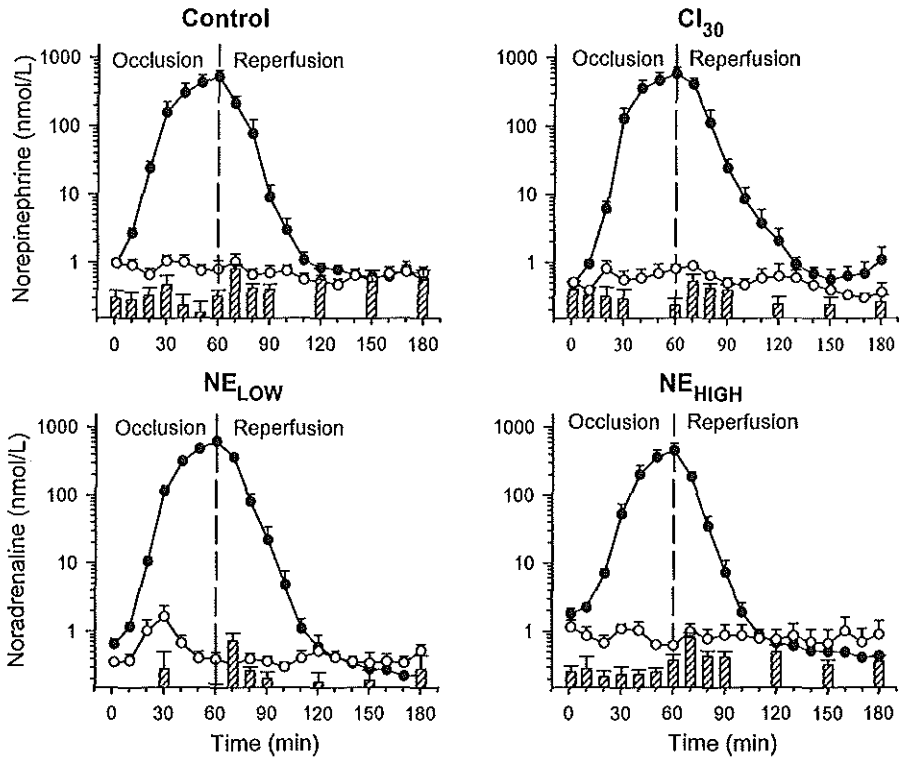 Control
CI30
Norepinephrine (nmol/L)
1000
100
10
1
Occlusion
Reperfusion
0 30 60 90 120 150 180
1000
100
10
1
Occlusion
Reperfusion
0 30 60 90 120 150 180
NELOW
NEHIGH
Noradrenaline (nmol/L)
1000
100
10
1
Occlusion
Reperfusion
0 30 60 90 120 150 180
Time (min)
1000
100
10
1
Occlusion
Reperfusion
0 30 60 90 120 150 180
Time (min)